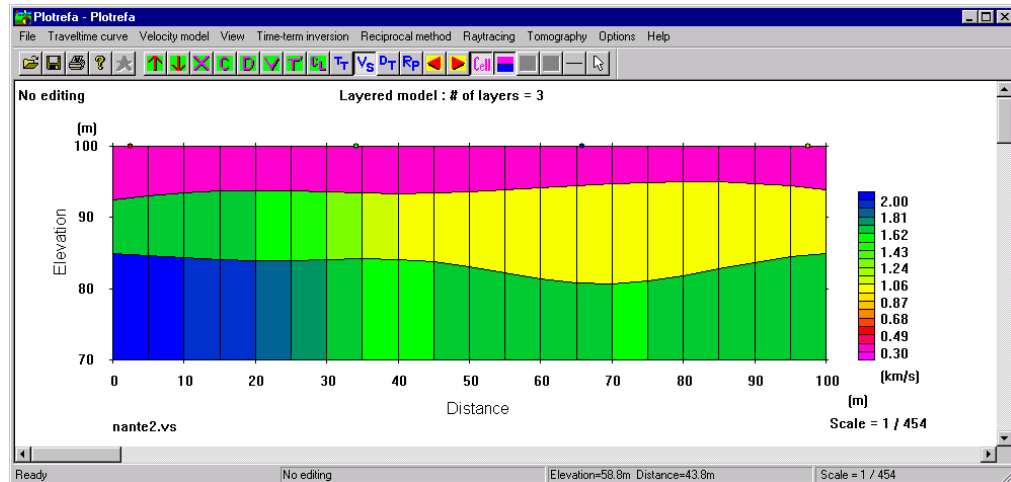 Plotrefa - Plotrefa
File Traveltime curve Velocity model View Time-term inversion Reciprocal method Raytracing Tomography Options Help
? C D TT VS DT RP Cell
No editing
Layered model : # of layers = 3
(m)
100
90
80
70
Elevation
0 10 20 30 40 50 60 70 80 90 100
(m)
Distance
2.00
1.81
1.62
1.43
1.24
1.06
0.87
0.68
0.49
0.30
(km/s)
nante2.vs
Scale = 1 / 454
Ready No editing Elevation=58.8m Distance=43.8m Scale = 1 / 454